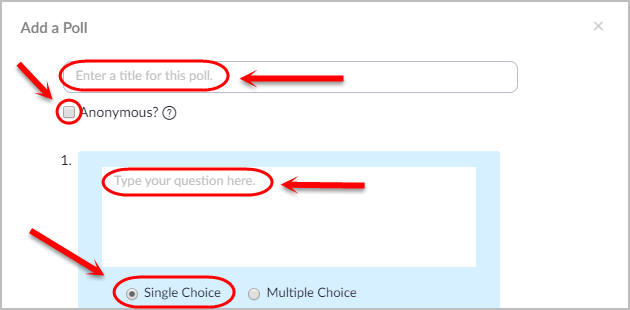 Add a Poll ×
Enter a title for this poll.
Anonymous? ?
1.
Type your question here.
Single Choice Multiple Choice